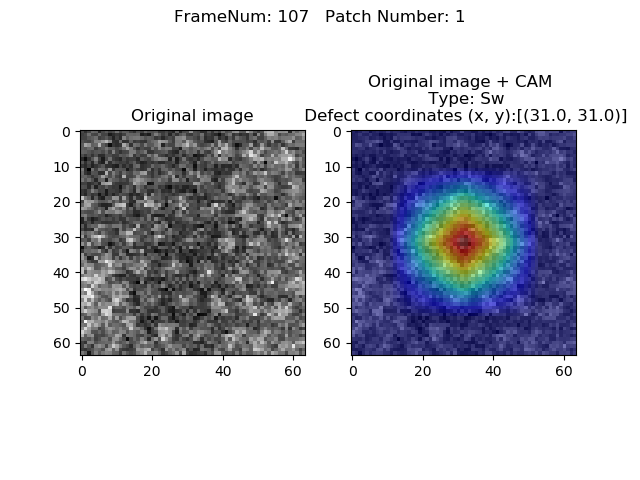 FrameNum: 107   Patch Number: 1
Original image
Original image + CAM
Type: Sw
Defect coordinates (x, y):[(31.0, 31.0)]
0
10
20
30
40
50
60
0 20 40 60
0
10
20
30
40
50
60
0 20 40 60